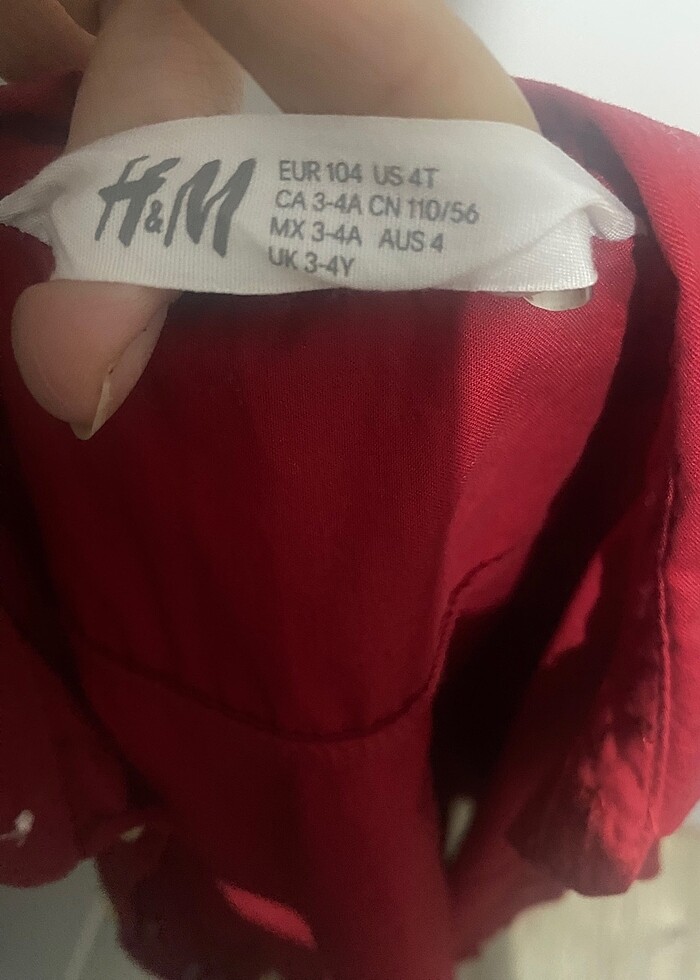 H&M
EUR 104 US 4T
CA 3-4A CN 110/56
MX 3-4A AUS 4
UK 3-4Y